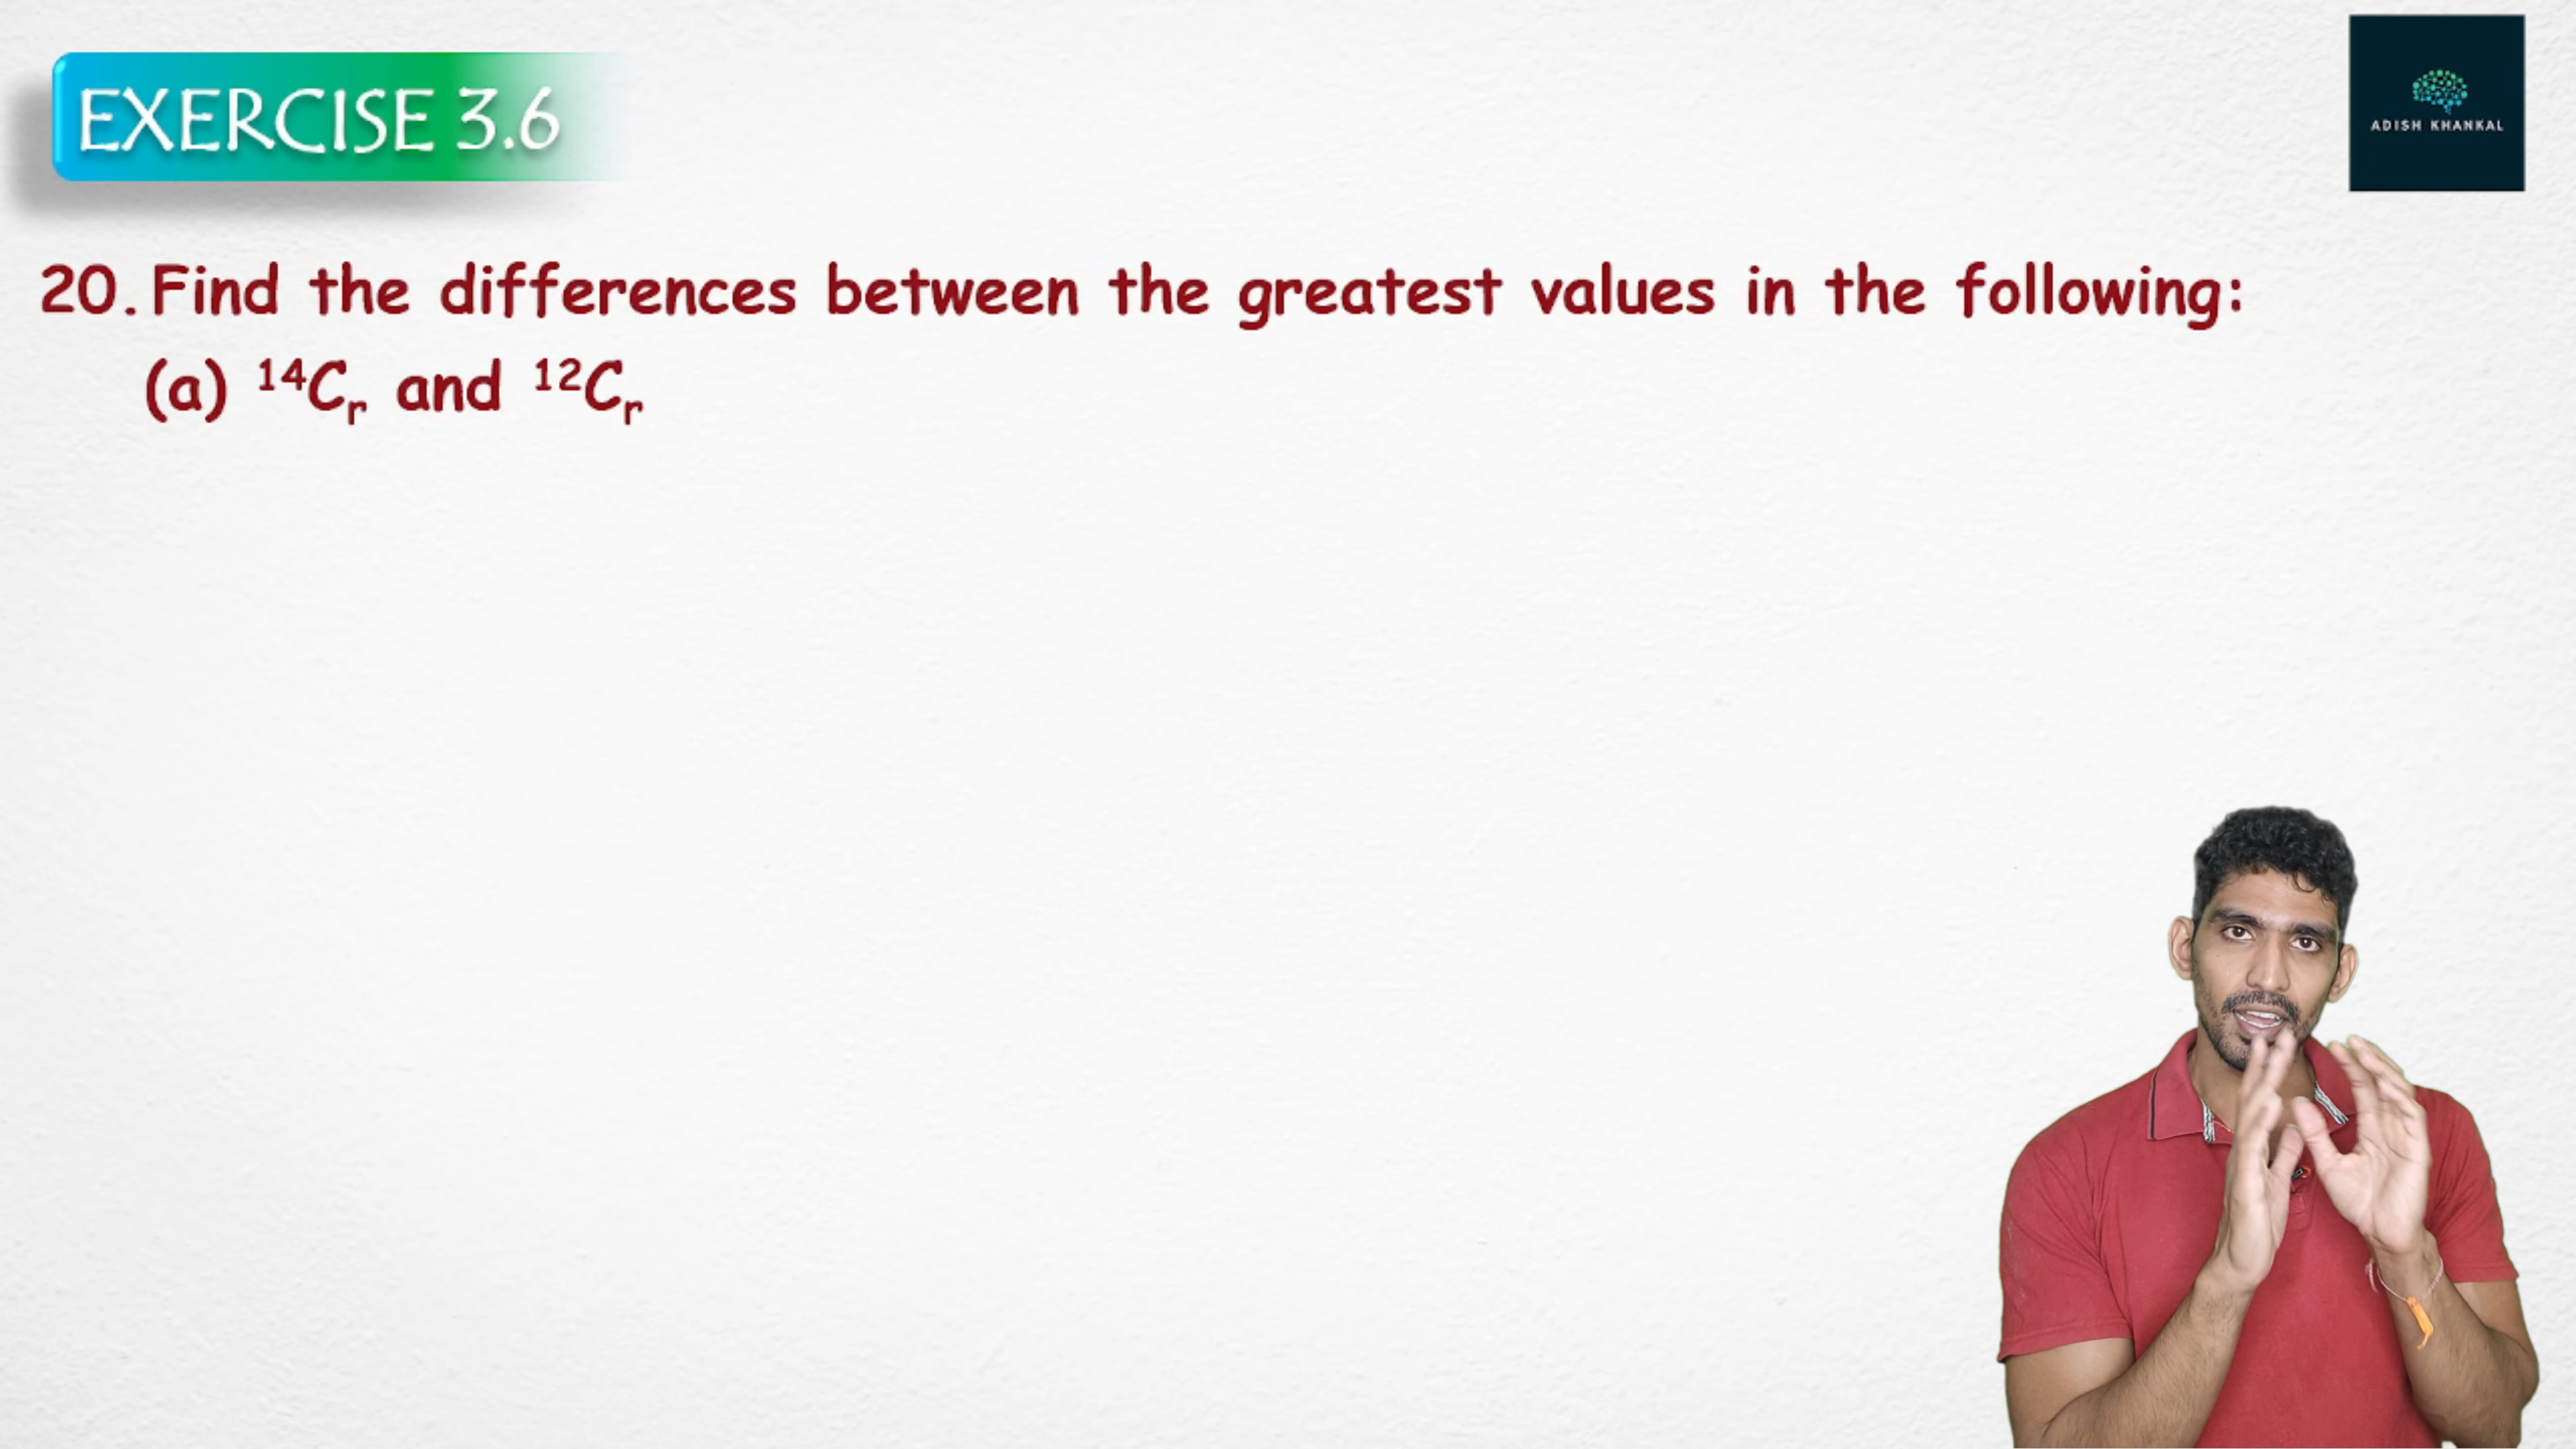 EXERCISE 3.6
ADISH KHANKAL
20. Find the differences between the greatest values in the following:
(a) ¹⁴Cᵣ and ¹²Cᵣ